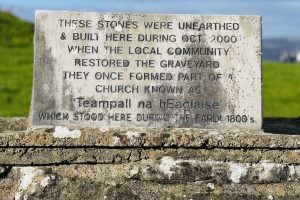 THESE STONES WERE UNEARTHED
& BUILT HERE DURING OCT. 2000
WHEN THE LOCAL COMMUNITY
RESTORED THE GRAVEYARD
THEY ONCE FORMED PART OF A
CHURCH KNOWN AS
Teampall na hEaclaise
WHICH STOOD HERE DURING THE EARLY 1800's.